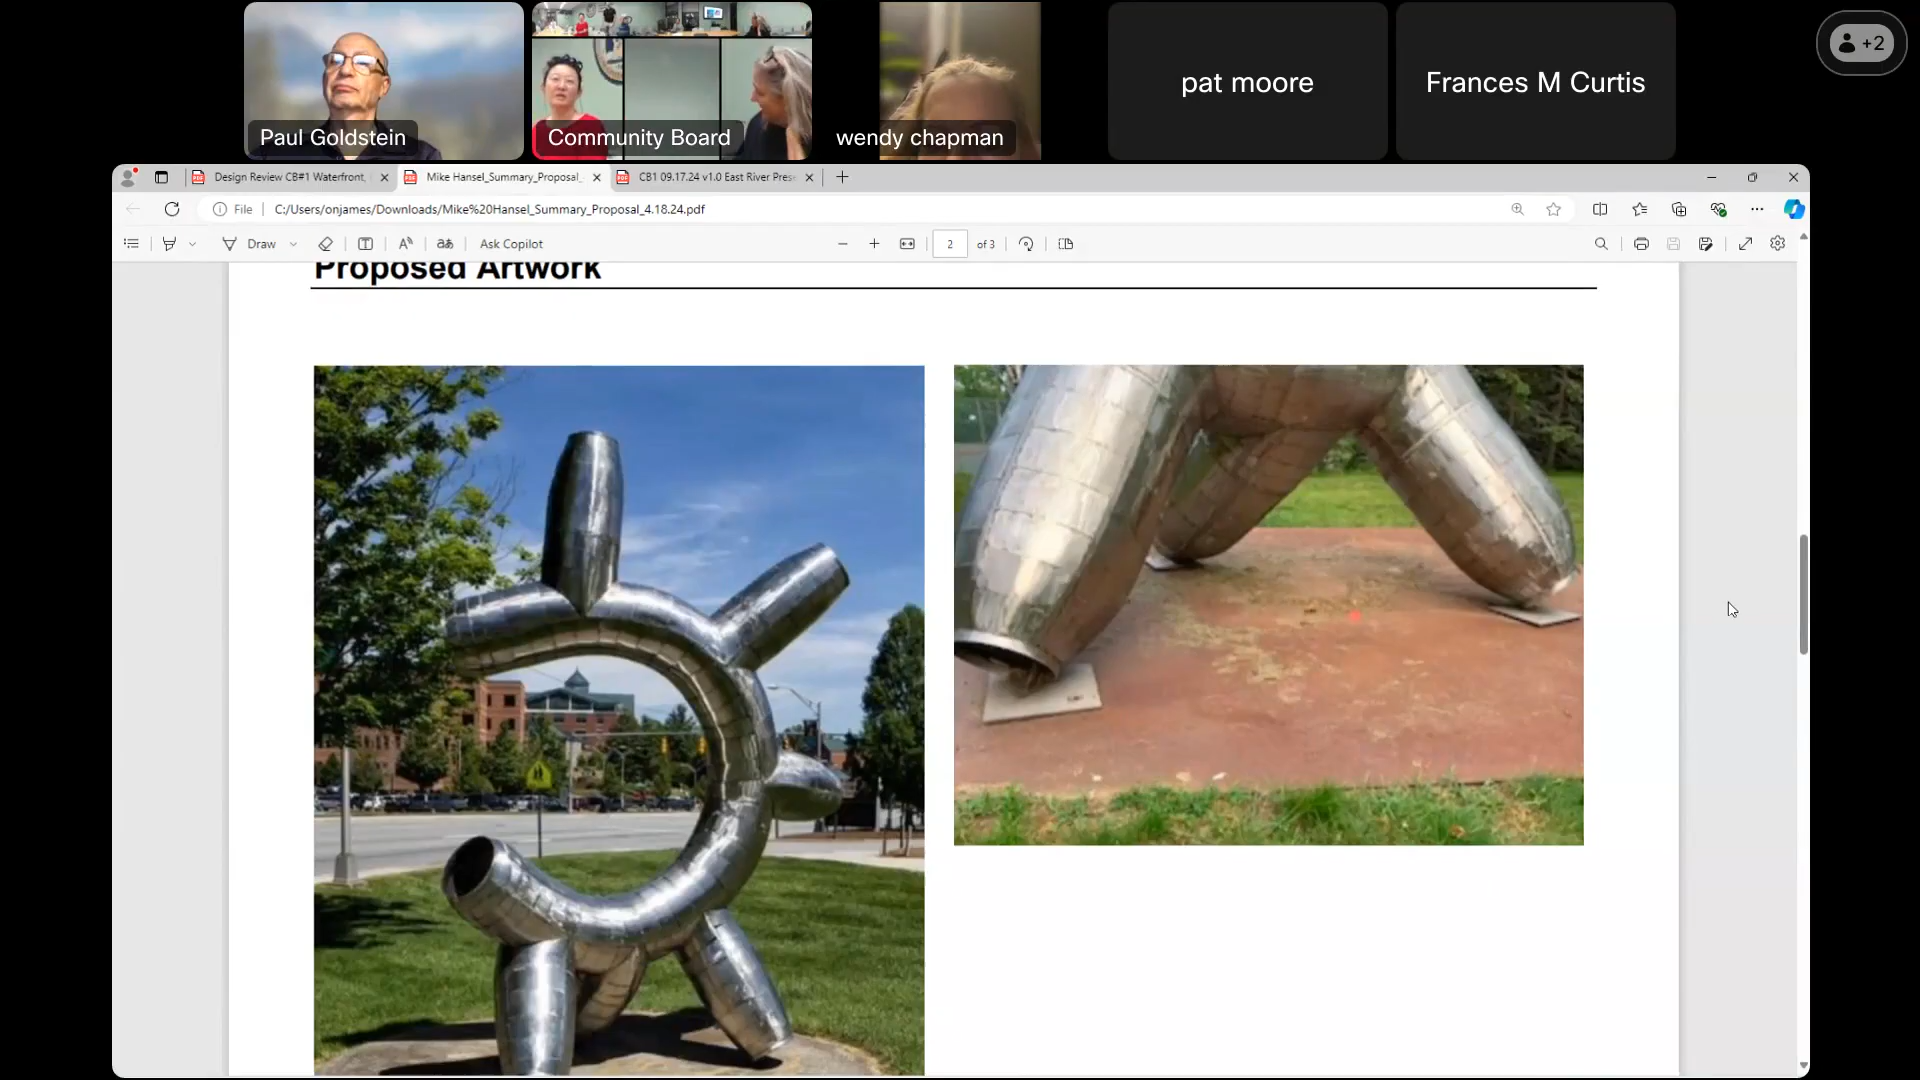 +2
pat moore
Frances M Curtis
Paul Goldstein
Community Board
wendy chapman
Design Review CB#1 Waterfront,
Mike Hansel_Summary_Proposal_
CB1 09.17.24 v1.0 East River Pres
File
C:/Users/onjames/Downloads/Mike%20Hansel_Summary_Proposal_4.18.24.pdf
Draw
Ask Copilot
2 of 3
Proposed Artwork